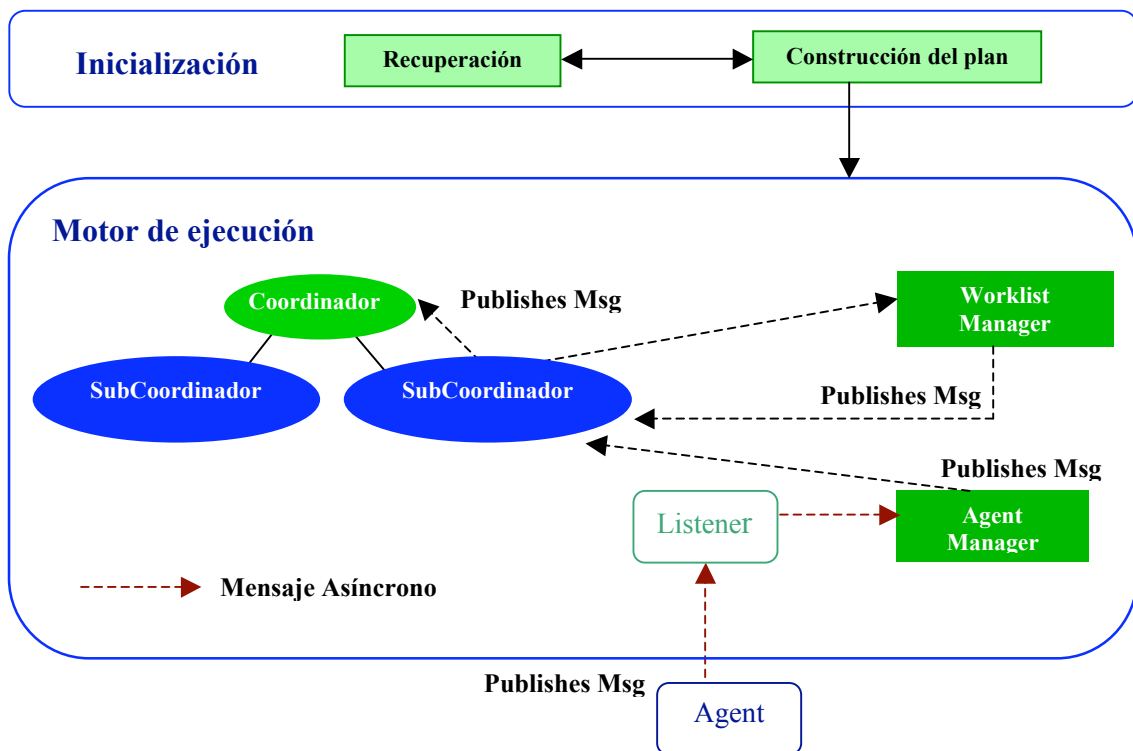 Inicialización
Recuperación
Construcción del plan
Motor de ejecución
Coordinador
Publishes Msg
Worklist
Manager
SubCoordinador
SubCoordinador
Publishes Msg
Publishes Msg
Listener
Agent
Manager
Mensaje Asíncrono
Publishes Msg
Agent